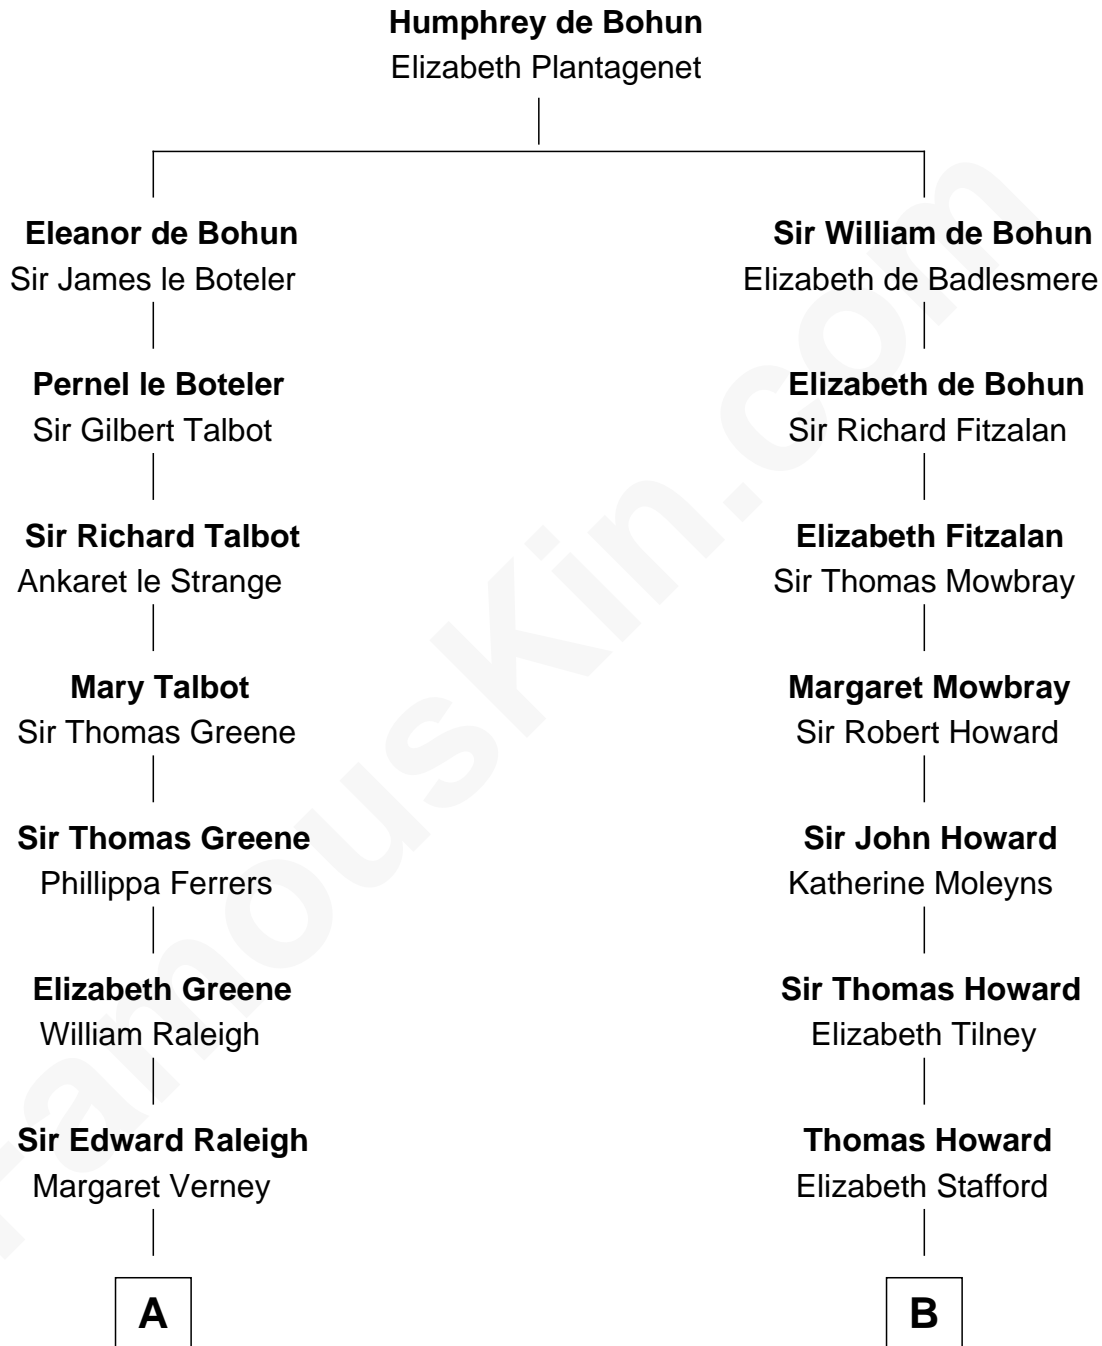 Humphrey de Bohun
Elizabeth Plantagenet
Eleanor de Bohun
Sir James le Boteler
Sir William de Bohun
Elizabeth de Badlesmere
Pernel le Boteler
Sir Gilbert Talbot
Elizabeth de Bohun
Sir Richard Fitzalan
Sir Richard Talbot
Ankaret le Strange
Elizabeth Fitzalan
Sir Thomas Mowbray
Mary Talbot
Sir Thomas Greene
Margaret Mowbray
Sir Robert Howard
Sir Thomas Greene
Phillippa Ferrers
Sir John Howard
Katherine Moleyns
Elizabeth Greene
William Raleigh
Sir Thomas Howard
Elizabeth Tilney
Sir Edward Raleigh
Margaret Verney
Thomas Howard
Elizabeth Stafford
A
B
FamousKin.com